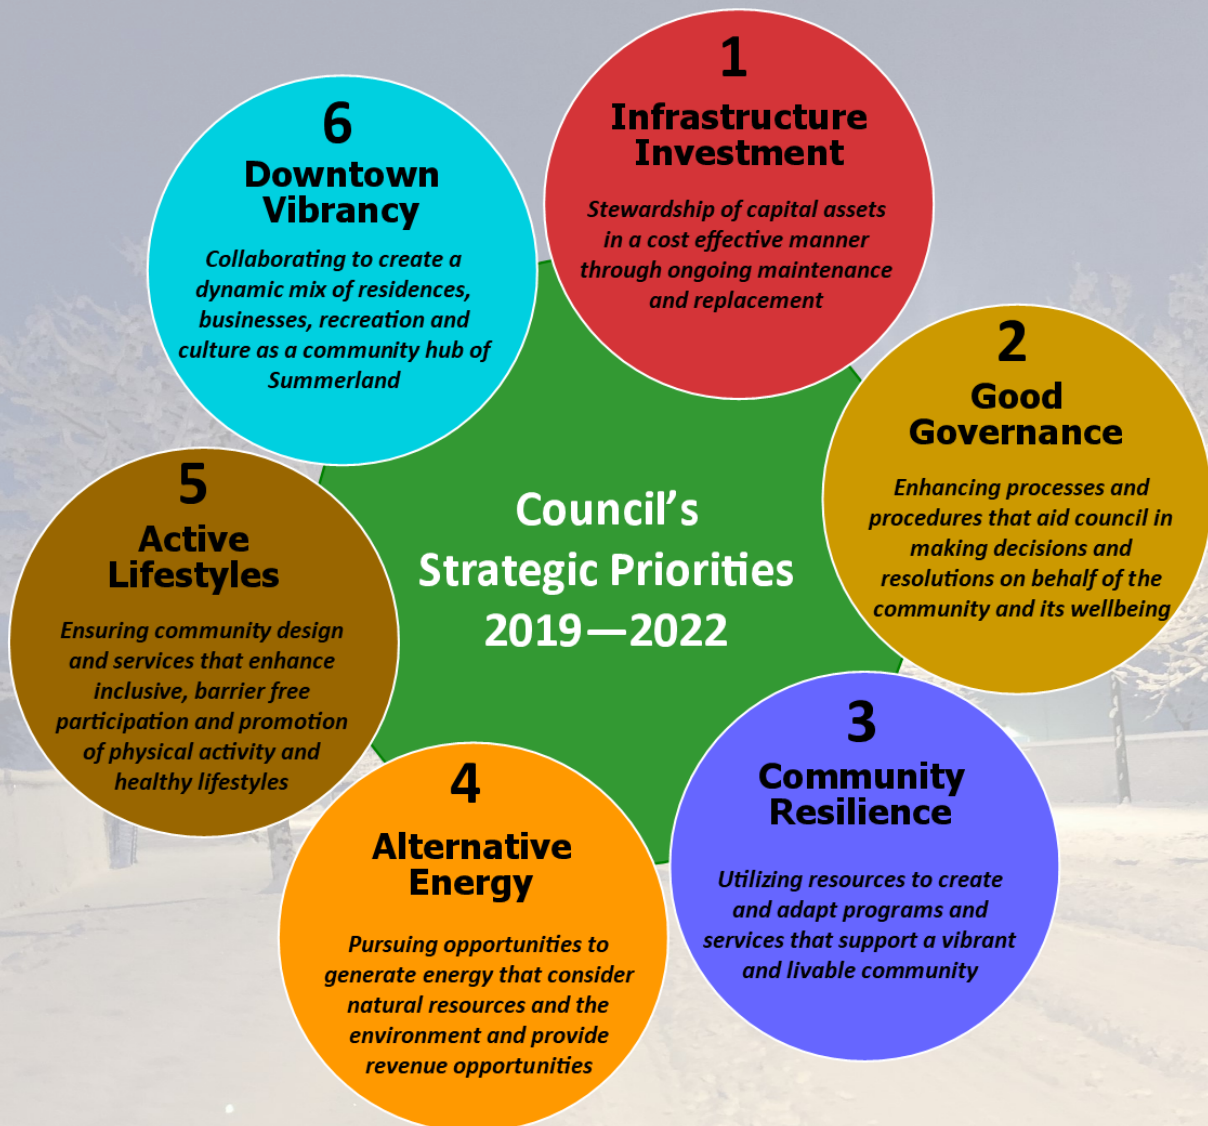 1
Infrastructure
Investment
Stewardship of capital assets
in a cost effective manner
through ongoing maintenance
and replacement
2
Good
Governance
Enhancing processes and
procedures that aid council in
making decisions and
resolutions on behalf of the
community and its wellbeing
3
Community
Resilience
Utilizing resources to create
and adapt programs and
services that support a vibrant
and livable community
4
Alternative
Energy
Pursuing opportunities to
generate energy that consider
natural resources and the
environment and provide
revenue opportunities
5
Active
Lifestyles
Ensuring community design
and services that enhance
inclusive, barrier free
participation and promotion
of physical activity and
healthy lifestyles
6
Downtown
Vibrancy
Collaborating to create a
dynamic mix of residences,
businesses, recreation and
culture as a community hub of
Summerland
Council’s
Strategic Priorities
2019—2022